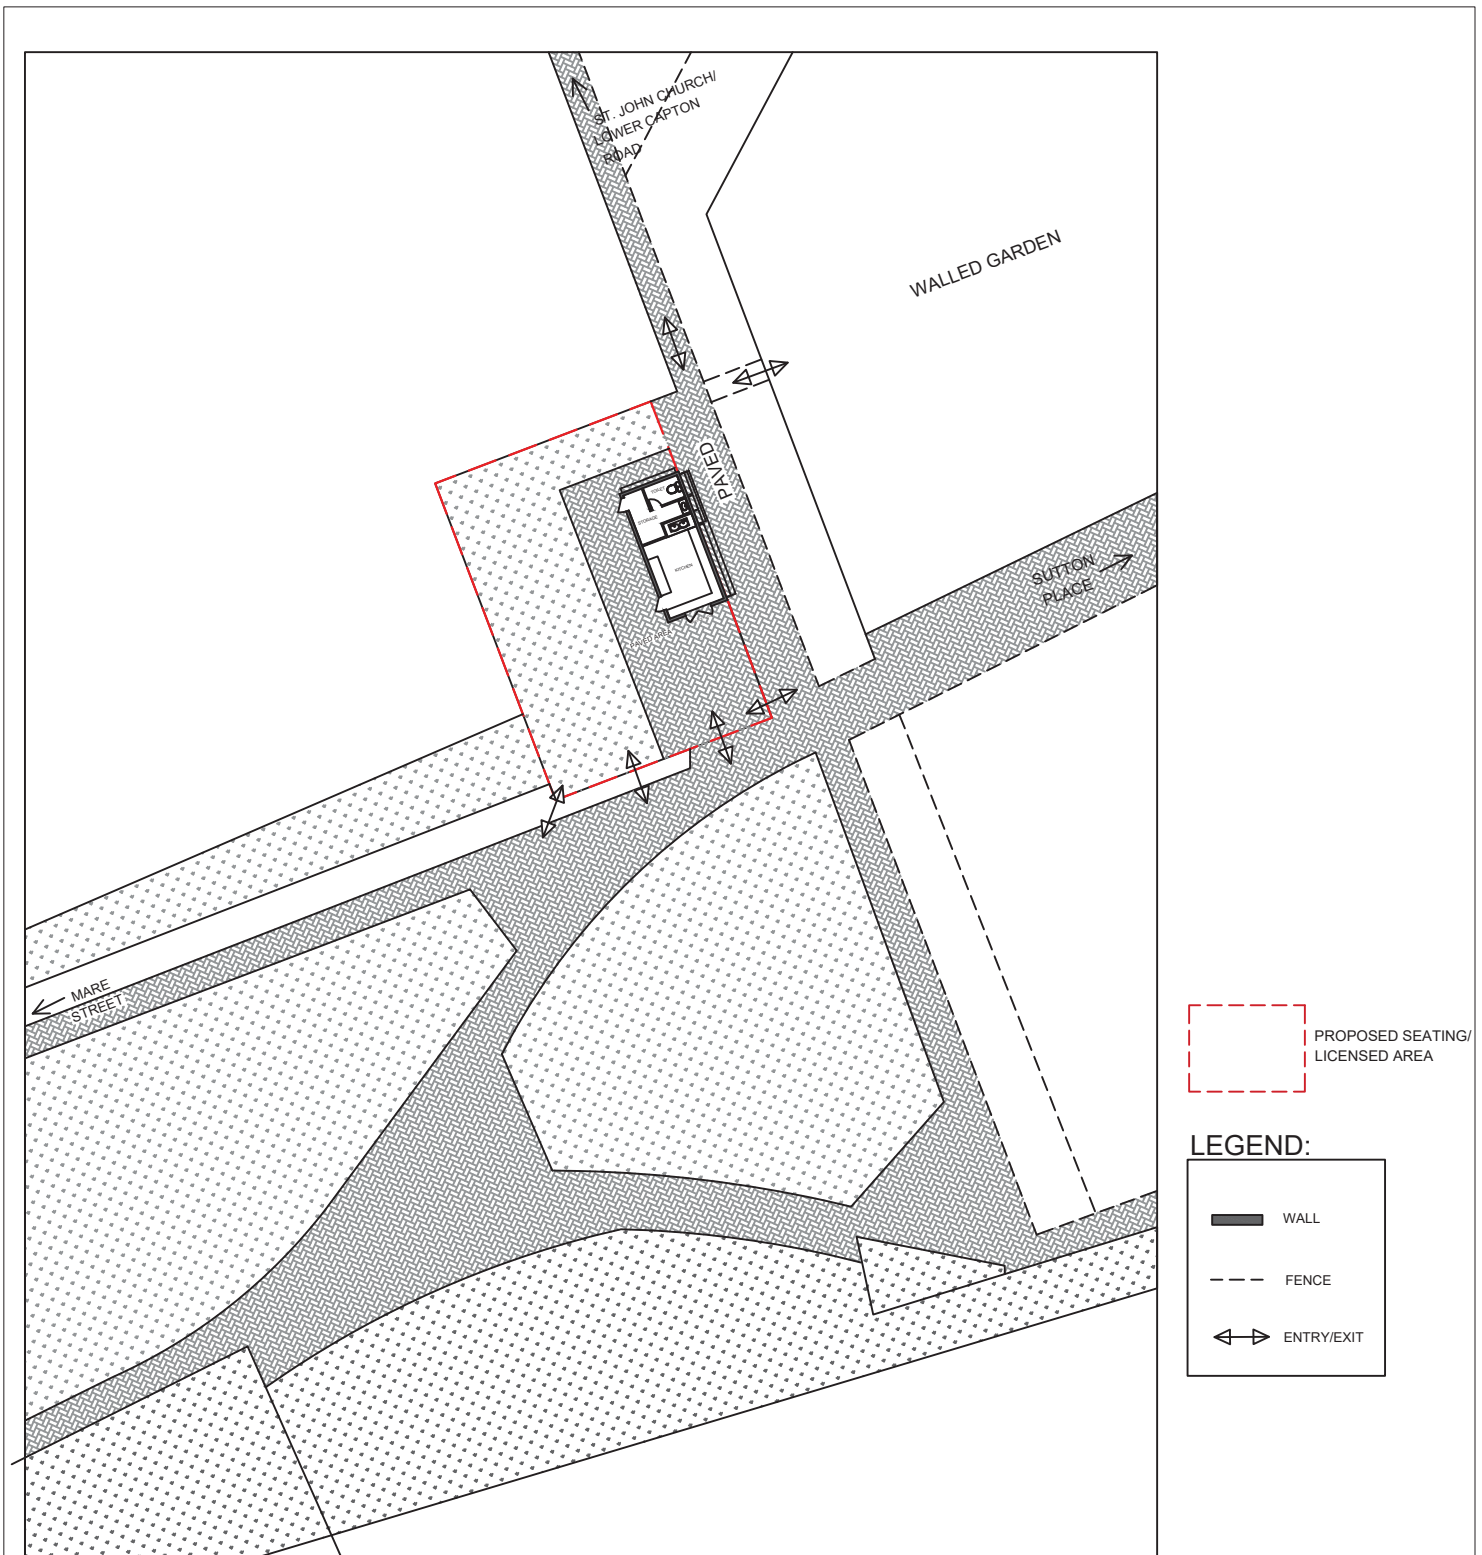 ST. JOHN CHURCH/
LOWER CAPTON
ROAD
WALLED GARDEN
PAVED
TOILET
STORAGE
KITCHEN
PAVED AREA
SUTTON
PLACE
MARE
STREET
PROPOSED SEATING/
LICENSED AREA
LEGEND:
WALL
FENCE
ENTRY/EXIT